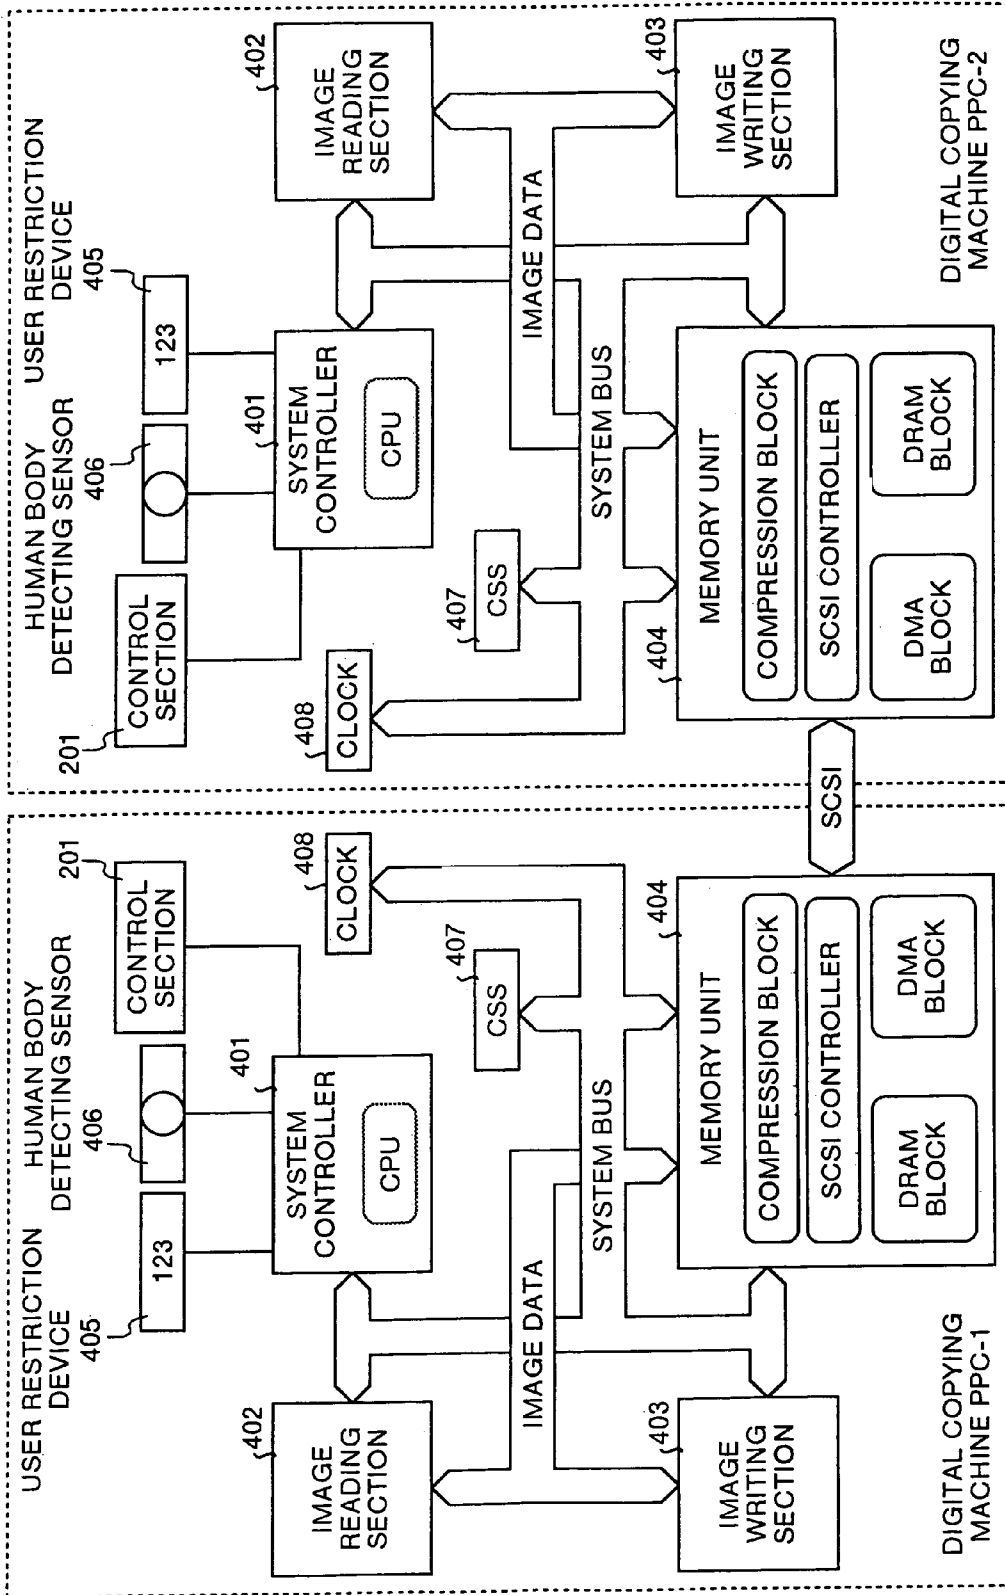 USER RESTRICTION
DEVICE
405
123
HUMAN BODY
DETECTING SENSOR
406
201
CONTROL
SECTION
401
SYSTEM
CONTROLLER
CPU
408
CLOCK
407
CSS
402
IMAGE
READING
SECTION
IMAGE DATA
SYSTEM BUS
403
IMAGE
WRITING
SECTION
404
MEMORY UNIT
COMPRESSION BLOCK
SCSI CONTROLLER
DRAM
BLOCK
DMA
BLOCK
DIGITAL COPYING
MACHINE PPC-1
SCSI
HUMAN BODY
DETECTING SENSOR
406
USER RESTRICTION
DEVICE
405
123
201
CONTROL
SECTION
401
SYSTEM
CONTROLLER
CPU
408
CLOCK
407
CSS
402
IMAGE
READING
SECTION
IMAGE DATA
SYSTEM BUS
403
IMAGE
WRITING
SECTION
404
MEMORY UNIT
COMPRESSION BLOCK
SCSI CONTROLLER
DMA
BLOCK
DRAM
BLOCK
DIGITAL COPYING
MACHINE PPC-2